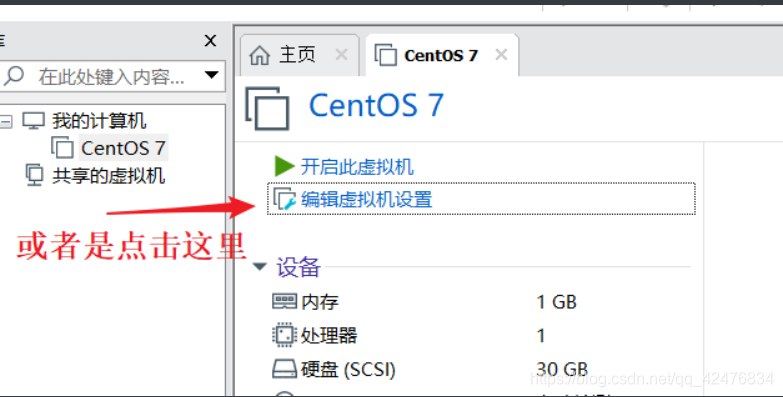 主页
CentOS 7
在此处键入内容...
CentOS 7
我的计算机
CentOS 7
共享的虚拟机
开启此虚拟机
编辑虚拟机设置
或者是点击这里
设备
内存 1 GB
处理器 1
硬盘 (SCSI) 30 GB
https://blog.csdn.net/qq_42476834